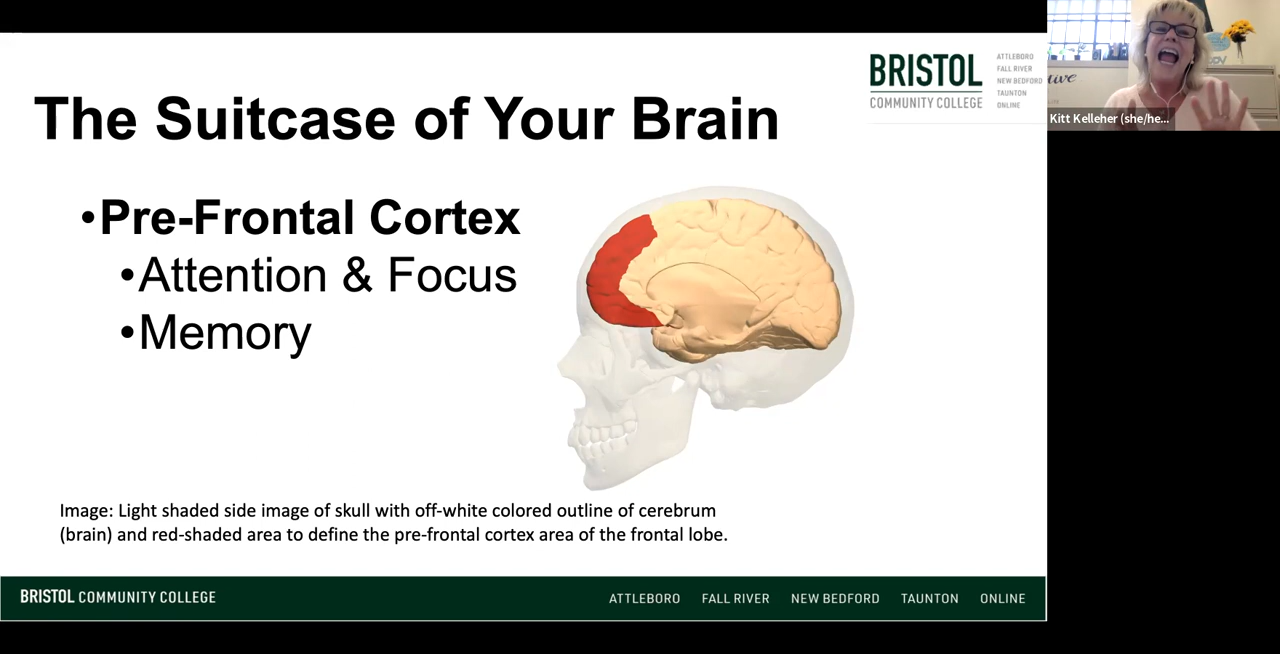 BRISTOL
COMMUNITY COLLEGE
ATTLEBORO
FALL RIVER
NEW BEDFORD
TAUNTON
ONLINE
Kitt Kelleher (she/he...
The Suitcase of Your Brain
•Pre-Frontal Cortex
•Attention & Focus
•Memory
Image: Light shaded side image of skull with off-white colored outline of cerebrum
(brain) and red-shaded area to define the pre-frontal cortex area of the frontal lobe.
BRISTOL COMMUNITY COLLEGE
ATTLEBORO FALL RIVER NEW BEDFORD TAUNTON ONLINE